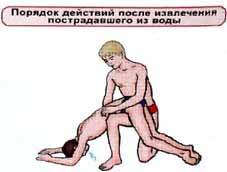 Порядок действий после извлечения
пострадавшего из воды